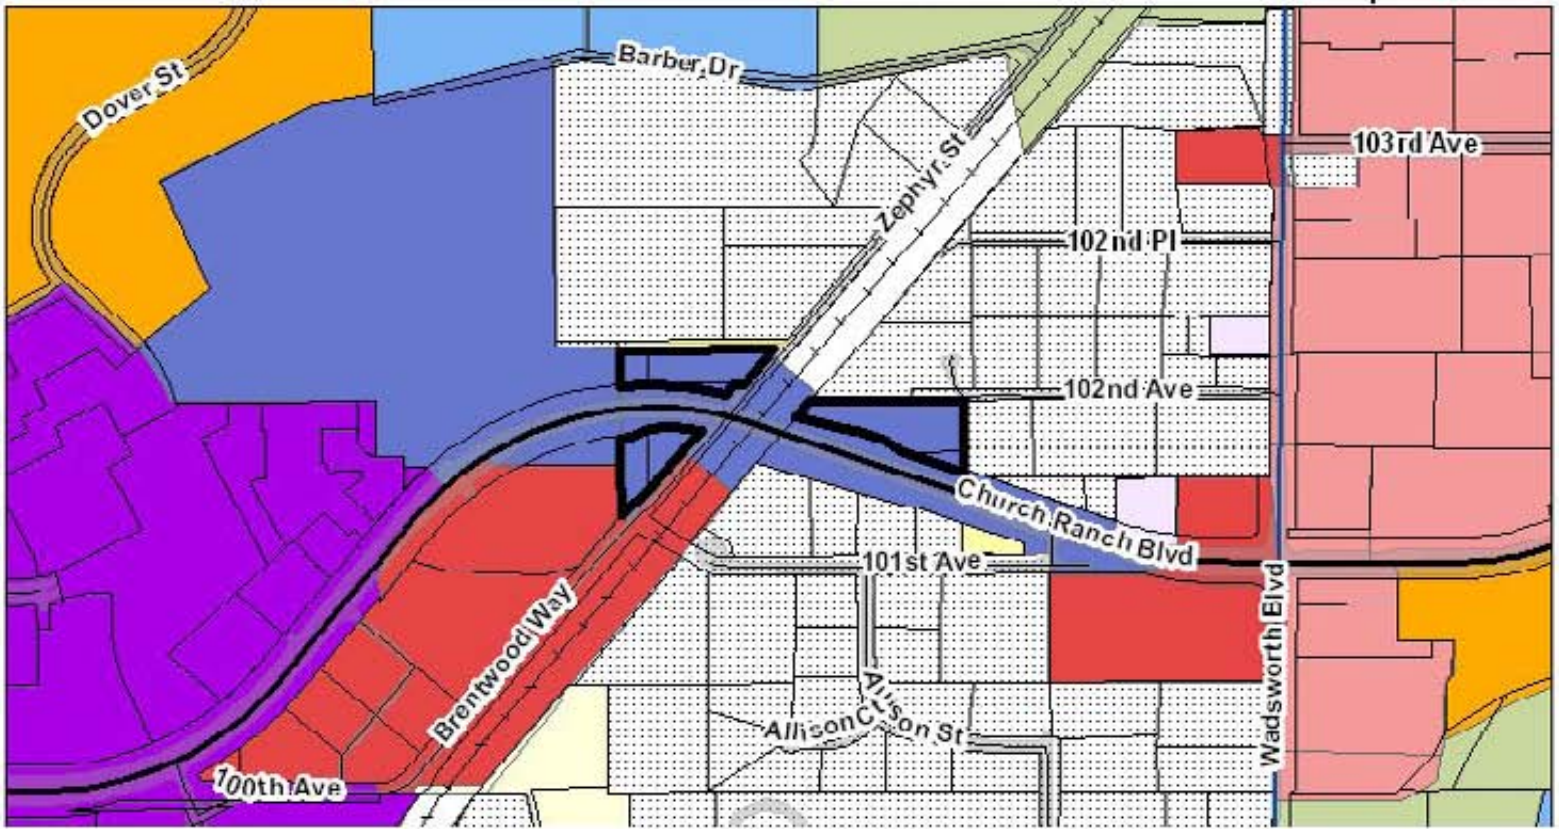 Barber Dr
Dover St
103rd Ave
Zephyr St
102nd Pl
102nd Ave
Church Ranch Blvd
101st Ave
Wadsworth Blvd
Brentwood Way
Allison St
Allison Ct
100th Ave